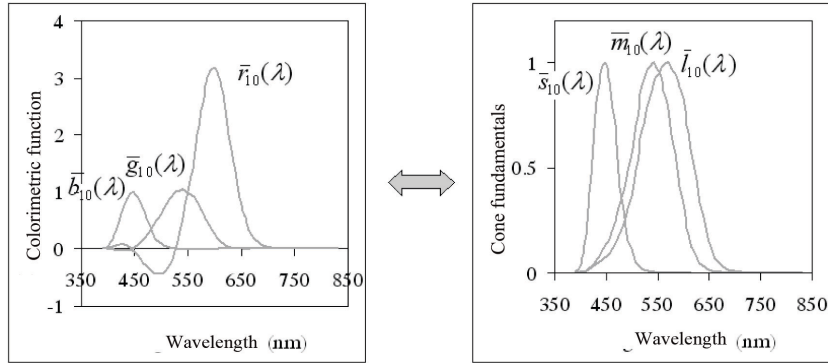 4
3
2
1
0
-1
350
450
550
650
750
850
Colorimetric function
Wavelength (nm)
r̅₁₀(λ)
g̅₁₀(λ)
b̅₁₀(λ)
1
0.5
0
350
450
550
650
750
850
Cone fundamentals
Wavelength (nm)
s̅₁₀(λ)
m̅₁₀(λ)
l̅₁₀(λ)